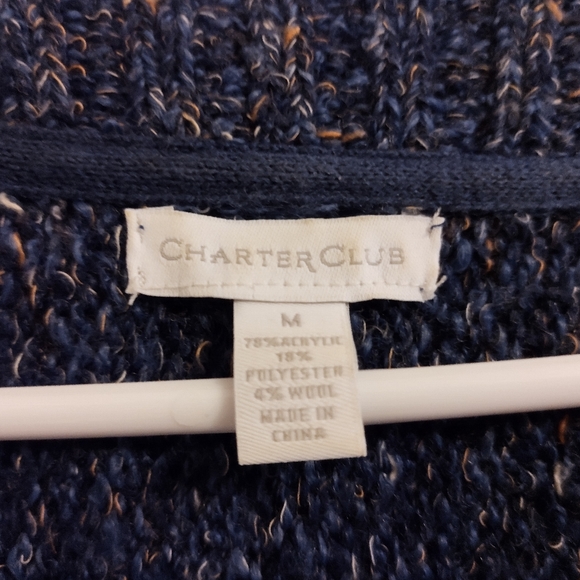 CHARTER CLUB
M
78% ACRYLIC
18%
POLYESTER
4% WOOL
MADE IN
CHINA